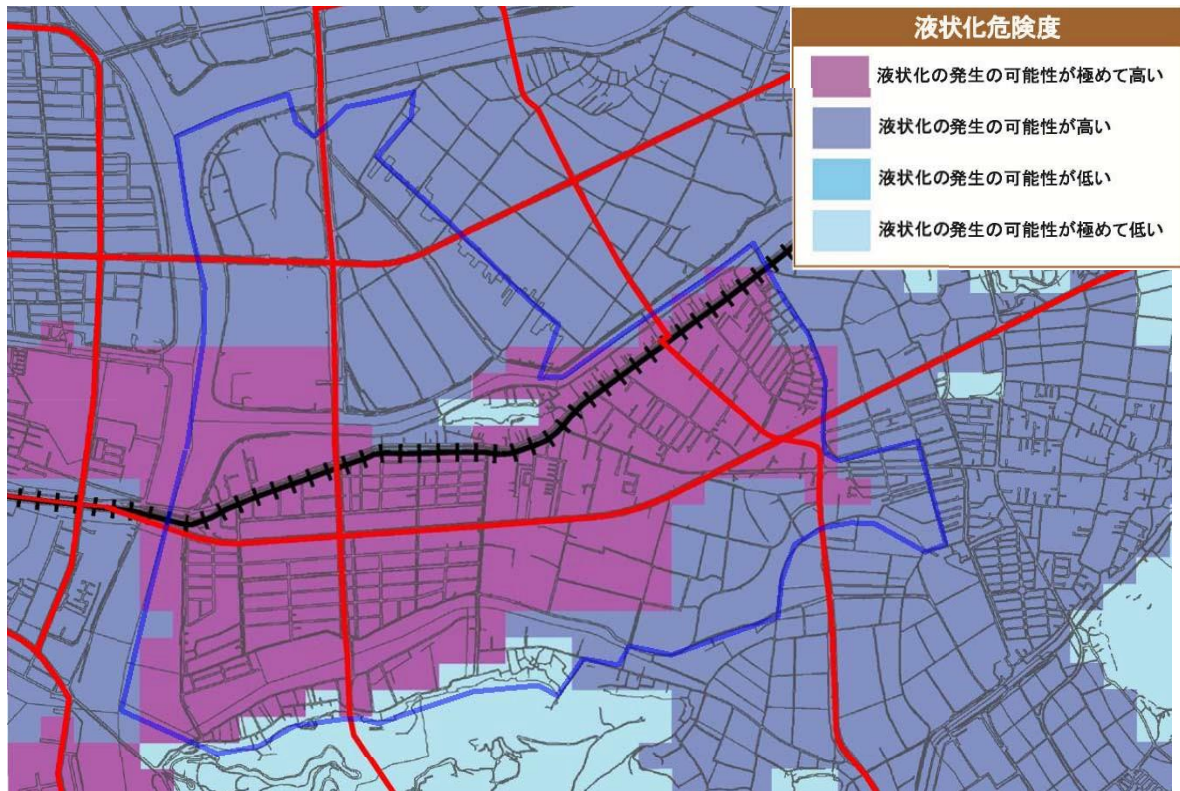 液状化危険度
液状化の発生の可能性が極めて高い
液状化の発生の可能性が高い
液状化の発生の可能性が低い
液状化の発生の可能性が極めて低い